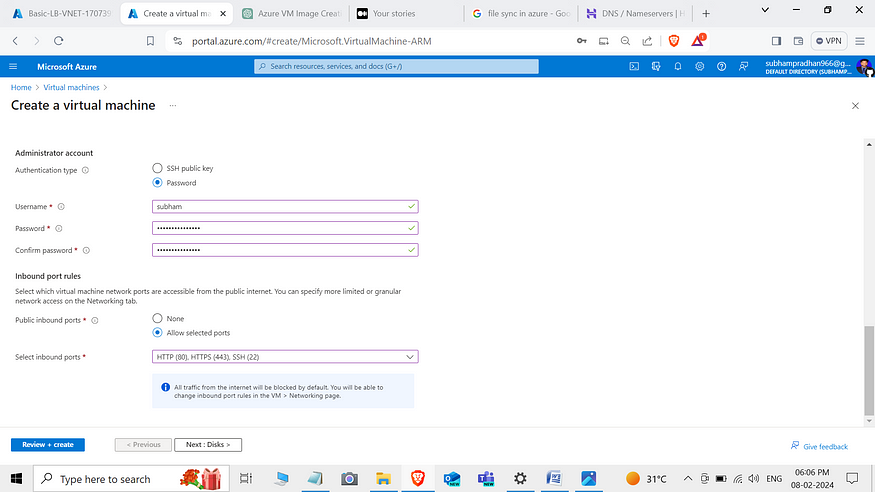 Basic-LB-VNET-170739
Create a virtual ma
Azure VM Image Creati
Your stories
file sync in azure - Goo
DNS / Nameservers | H
portal.azure.com/#create/Microsoft.VirtualMachine-ARM
VPN
Microsoft Azure
Search resources, services, and docs (G+/)
subhampradhan966@g...
DEFAULT DIRECTORY (SUBHAMP...
Home > Virtual machines >
Create a virtual machine ...
Administrator account
Authentication type
SSH public key
Password
Username *
subham
Password *
•••••••••••••••
Confirm password *
•••••••••••••••
Inbound port rules
Select which virtual machine network ports are accessible from the public internet. You can specify more limited or granular
network access on the Networking tab.
Public inbound ports *
None
Allow selected ports
Select inbound ports *
HTTP (80), HTTPS (443), SSH (22)
All traffic from the internet will be blocked by default. You will be able to
change inbound port rules in the VM > Networking page.
Review + create
< Previous
Next : Disks >
Give feedback
Type here to search
31°C
ENG
06:06 PM
08-02-2024